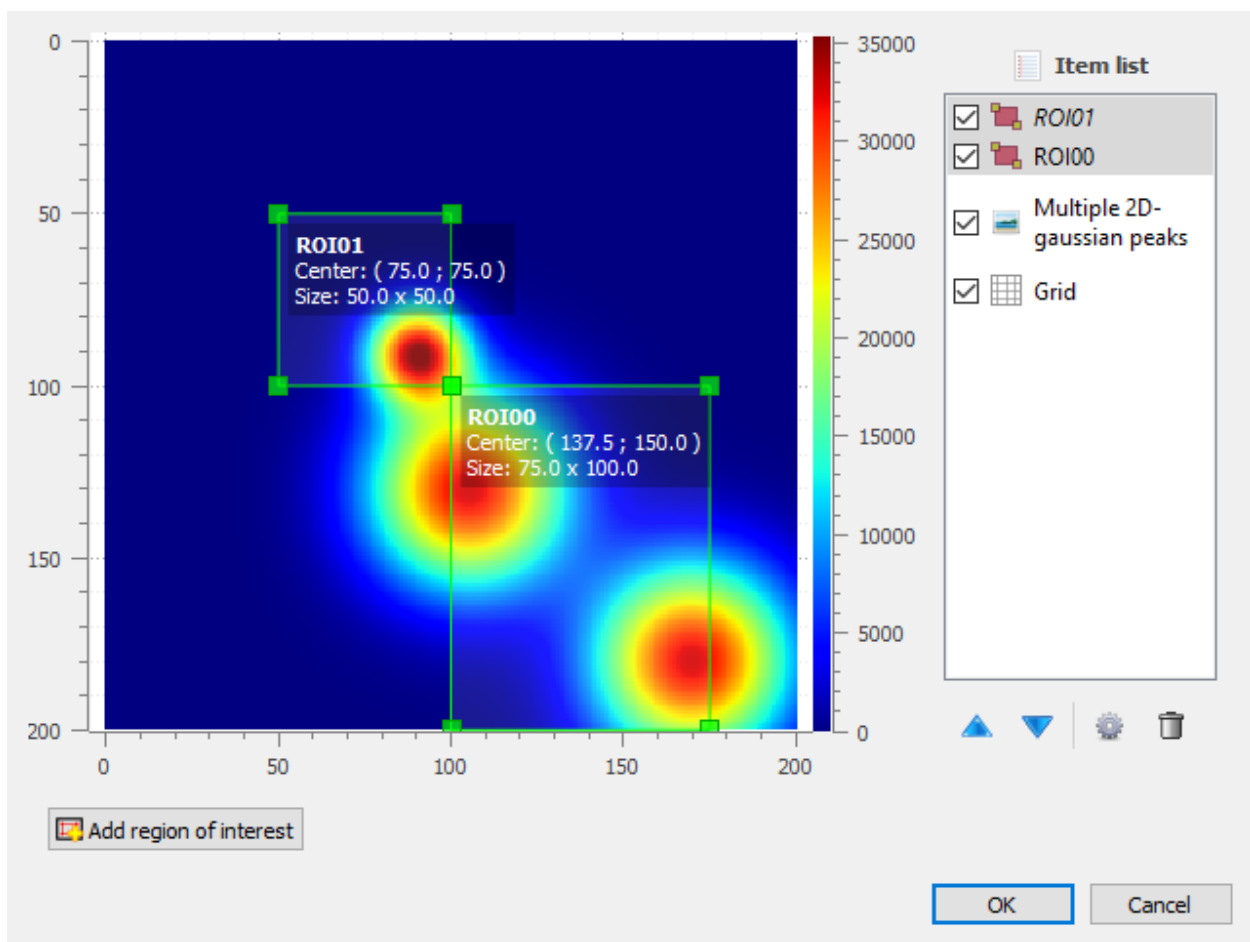 0
50
100
150
200
0
50
100
150
200
ROI01
Center: ( 75.0 ; 75.0 )
Size: 50.0 x 50.0
ROI00
Center: ( 137.5 ; 150.0 )
Size: 75.0 x 100.0
35000
30000
25000
20000
15000
10000
5000
0
Item list
ROI01
ROI00
Multiple 2D-
gaussian peaks
Grid
Add region of interest
OK
Cancel